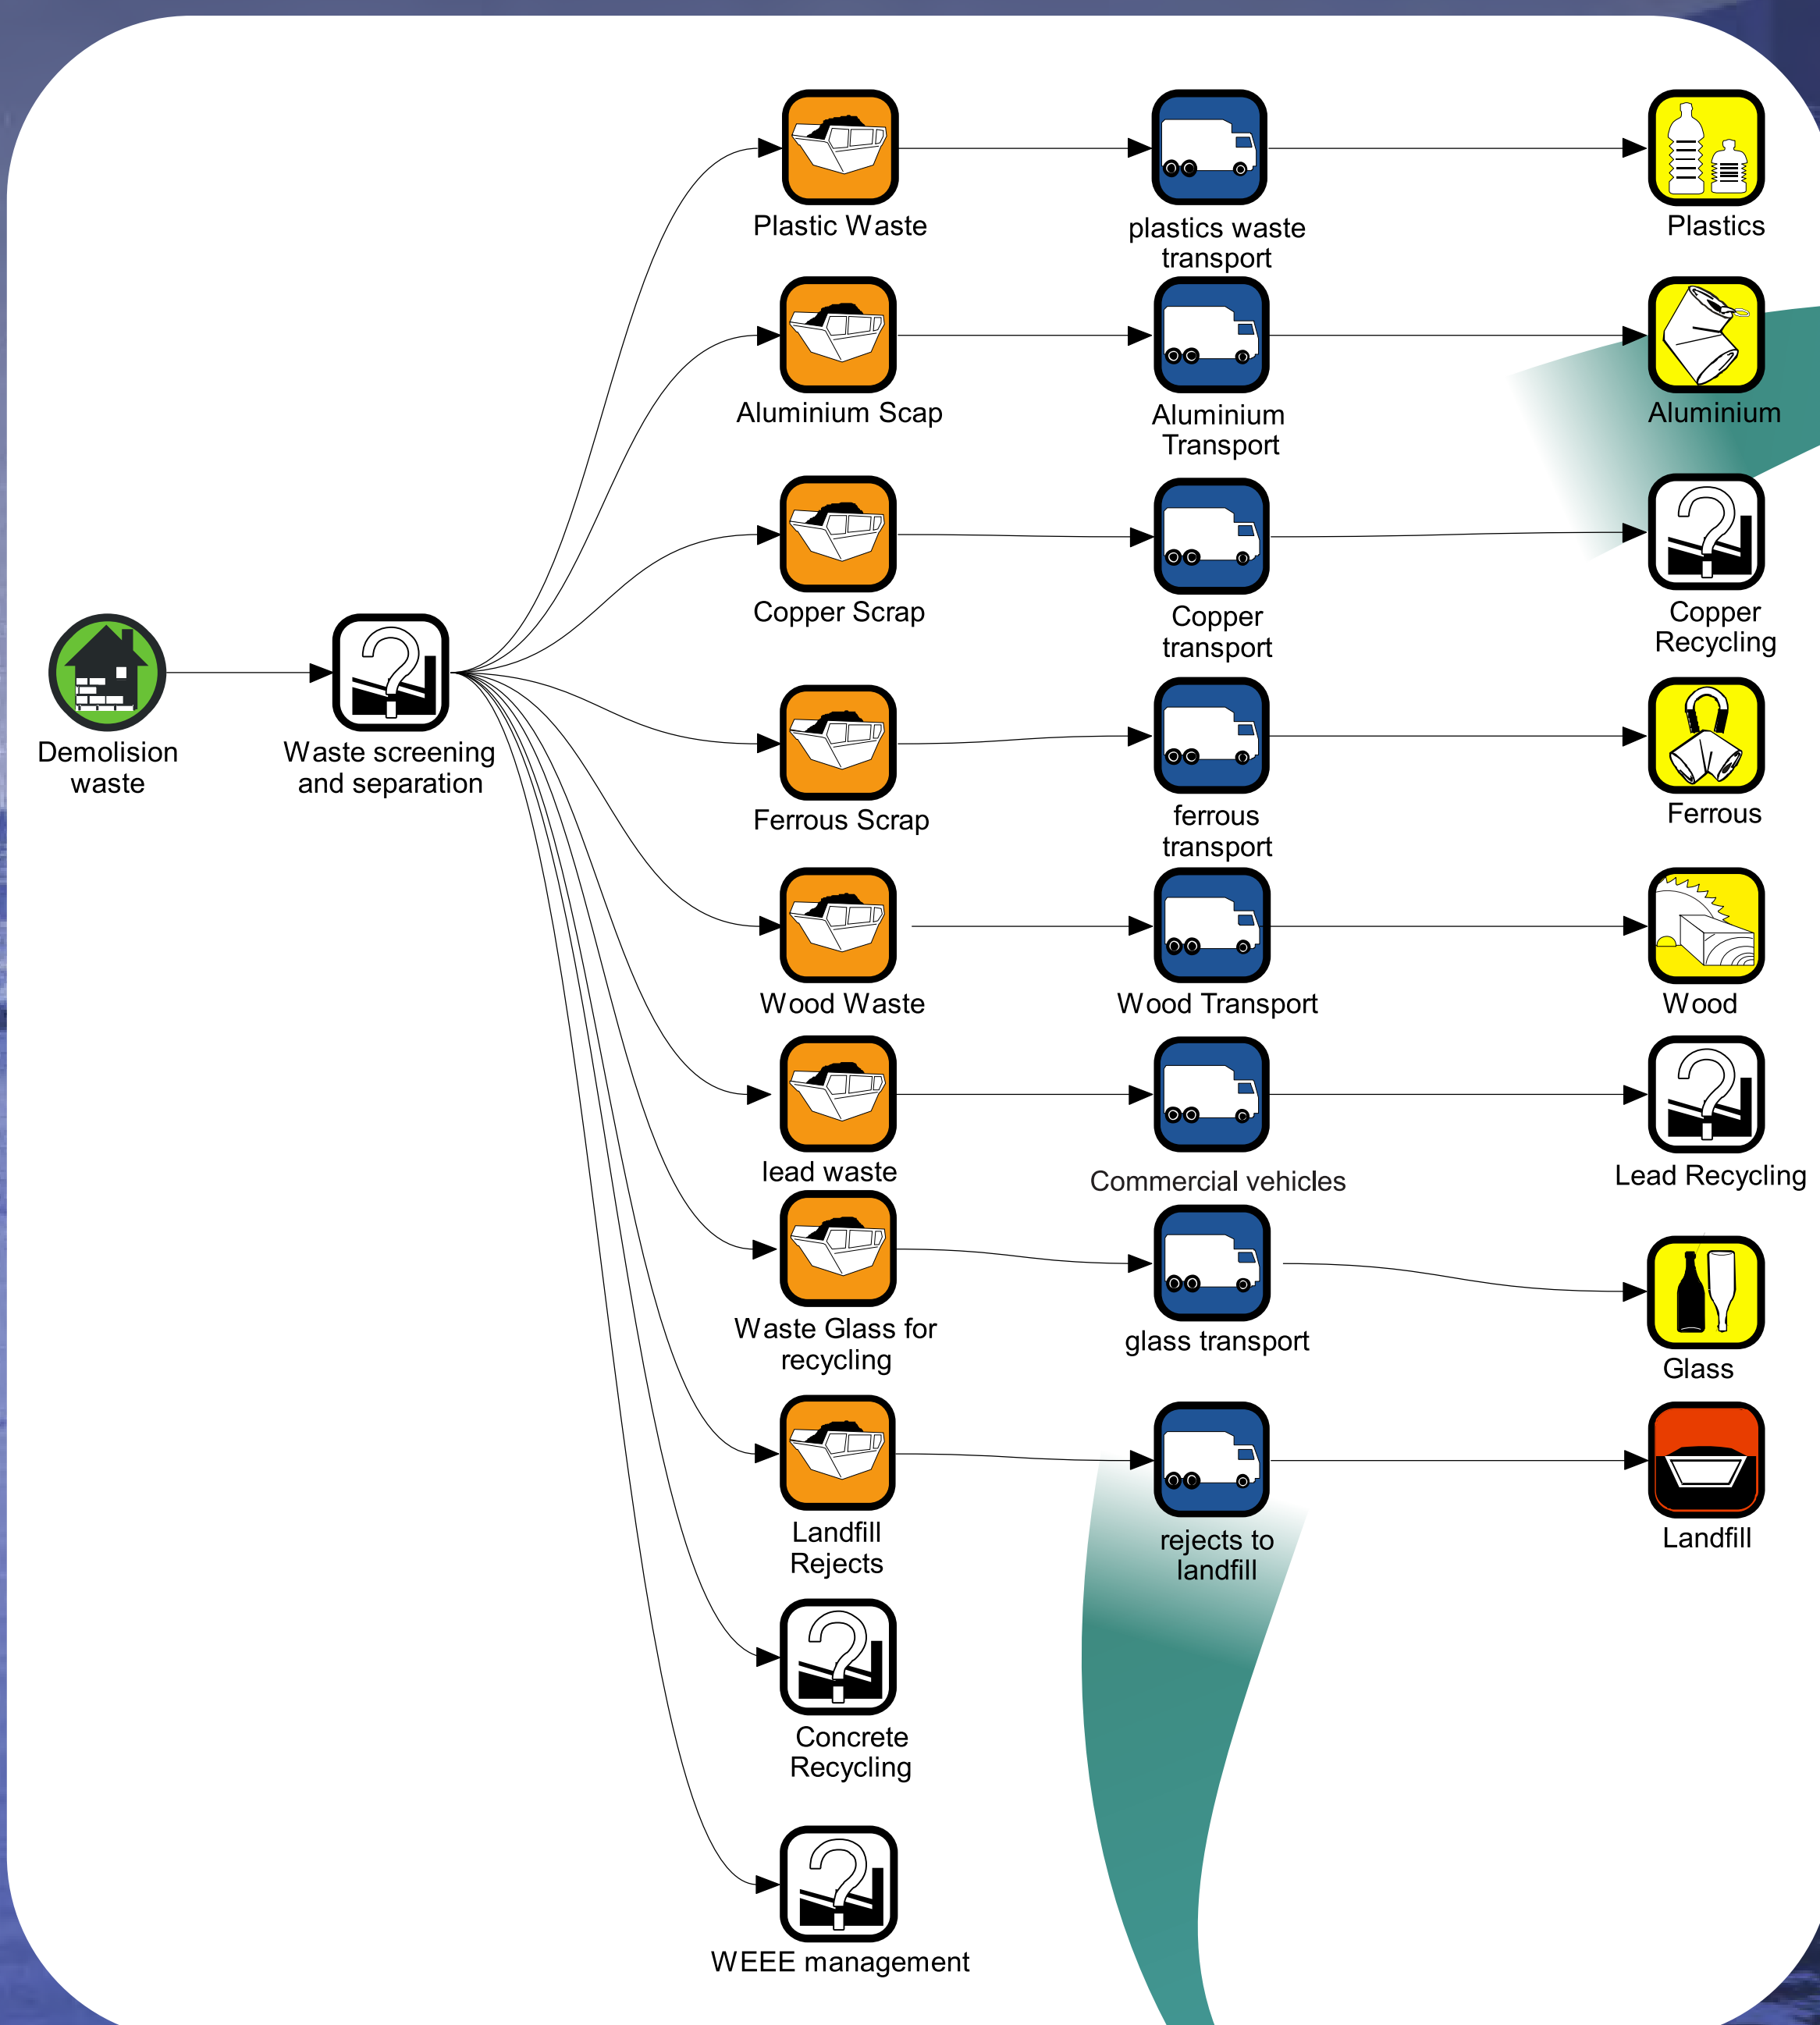 Plastic Waste
plastics waste
transport
Plastics
Aluminium Scap
Aluminium
Transport
Aluminium
Copper Scrap
Copper
transport
Copper
Recycling
Demolision
waste
Waste screening
and separation
Ferrous Scrap
ferrous
transport
Ferrous
Wood Waste
Wood Transport
Wood
lead waste
Commercial vehicles
Lead Recycling
Waste Glass for
recycling
glass transport
Glass
Landfill
Rejects
rejects to
landfill
Landfill
Concrete
Recycling
WEEE management